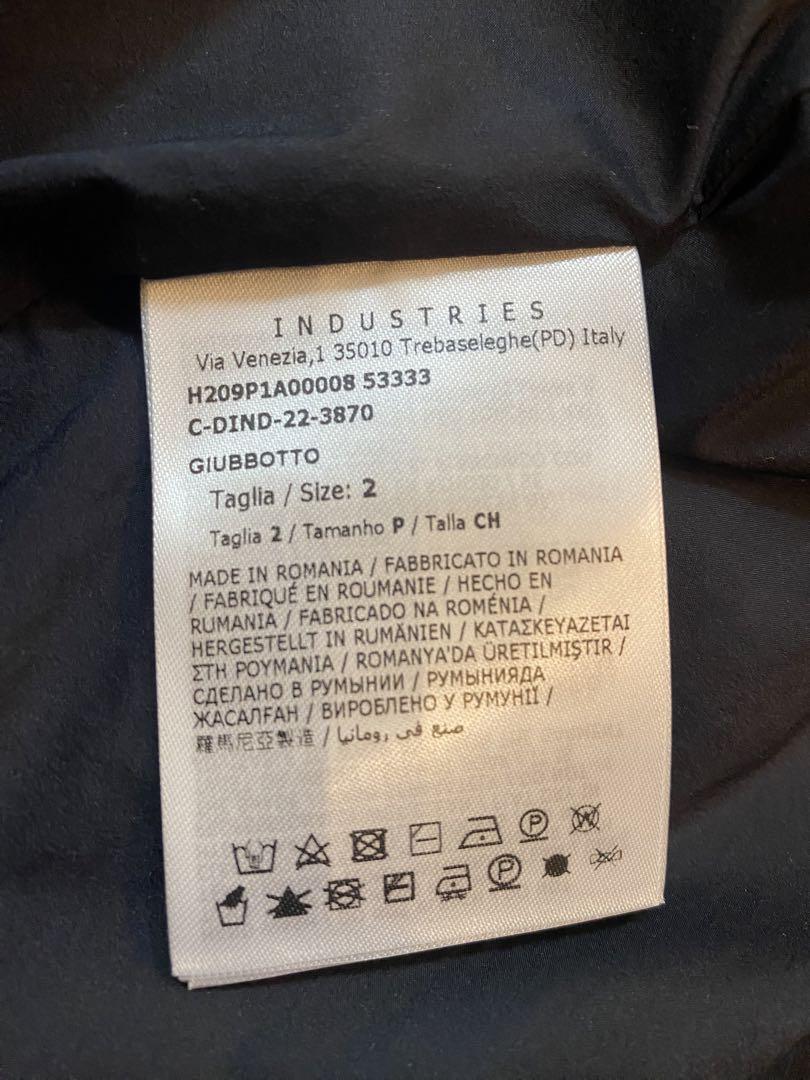 INDUSTRIES
Via Venezia,1 35010 Trebaseleghe(PD) Italy
H209P1A00008 53333
C-DIND-22-3870
GIUBBOTTO
Taglia / Size: 2
Taglia 2 / Tamanho P / Talla CH
MADE IN ROMANIA / FABBRICATO IN ROMANIA
/ FABRIQUÉ EN ROUMANIE / HECHO EN
RUMANIA / FABRICADO NA ROMÉNIA /
HERGESTELLT IN RUMÄNIEN / ΚΑΤΑΣΚΕΥΑΖΕΤΑΙ
ΣΤΗ ΡΟΥΜΑΝΙΑ / ROMANYA'DA ÜRETILMIŞTIR /
СДЕЛАНО В РУМЫНИИ / РУМЫНИЯДА
ЖАСАЛҒАН / ВИРОБЛЕНО У РУМУНІЇ /
羅馬尼亞製造 / صنع في رومانيا
P
W
P